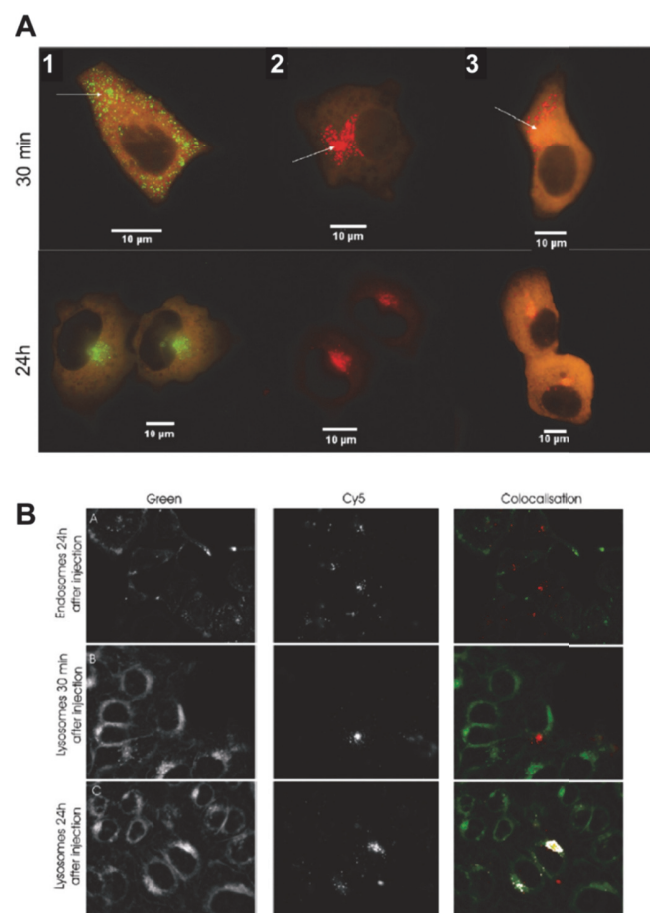 A
1 2 3
30 min
10 μm 10 μm 10 μm
24h
10 μm 10 μm 10 μm
B
Green Cy5 Colocalisation
Endosomes 24h
after injection
A
Lysosomes 30 min
after injection
B
Lysosomes 24h
after injection
C